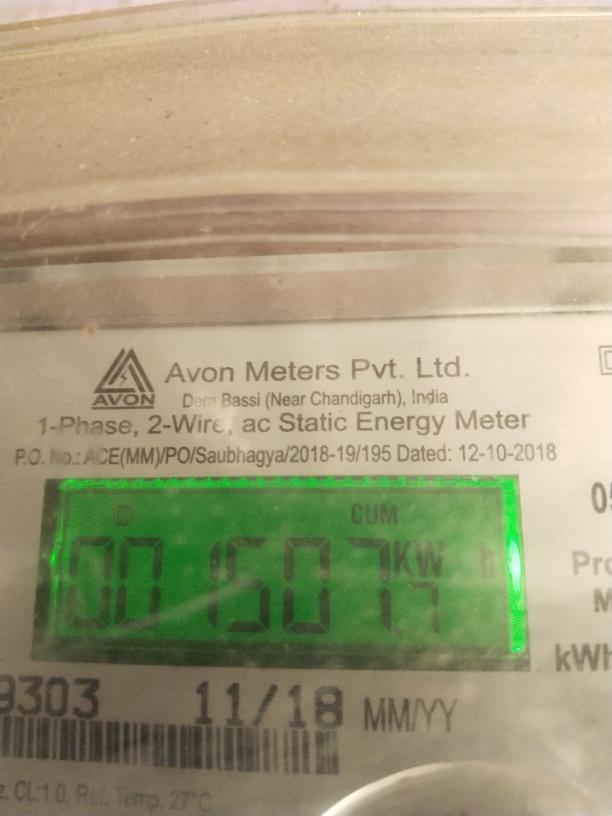 Avon Meters Pvt. Ltd.
AVON
Dera Bassi (Near Chandigarh), India
1-Phase, 2-Wire, ac Static Energy Meter
P.O. No.: ACE(MM)/PO/Saubhagya/2018-19/195 Dated: 12-10-2018
CUM
001507.7 KW h
05
kWh
9303 11/18 MM/YY
CL:1.0 Ref. Temp. 27°C